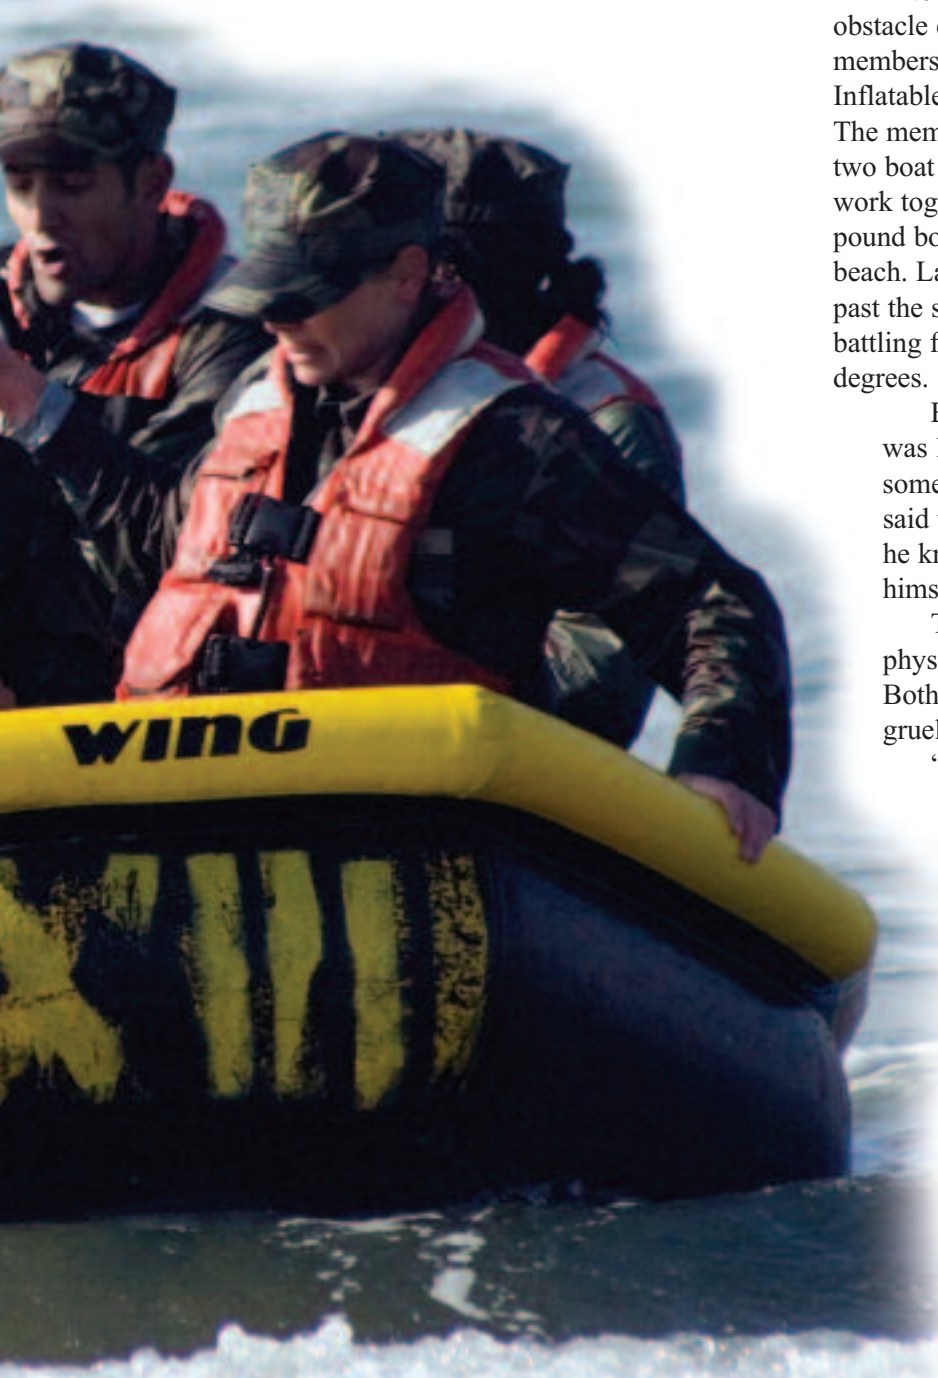 obstacle
members
Inflatable
The mem
two boat
work tog
pound bo
beach. La
past the s
battling f
degrees.
was
some
said
he kn
hims
phys
Both
gruel
WING